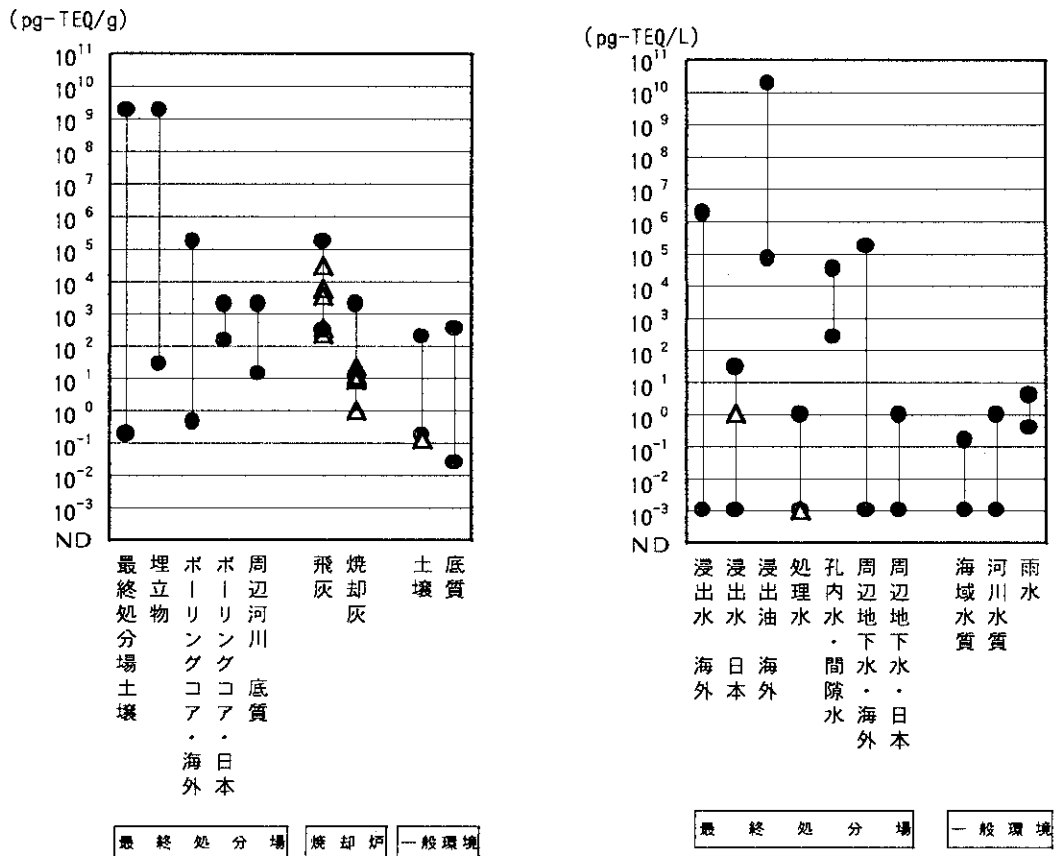 (pg-TEQ/g)
10¹¹
10¹⁰
10⁹
10⁸
10⁷
10⁶
10⁵
10⁴
10³
10²
10¹
10⁰
10⁻¹
10⁻²
10⁻³
ND
最終処分場土壌
埋立物
ボーリングコア・海外
ボーリングコア・日本
周辺河川 底質
飛灰
焼却灰
土壌
底質
最終処分場
焼却炉
一般環境
(pg-TEQ/L)
10¹¹
10¹⁰
10⁹
10⁸
10⁷
10⁶
10⁵
10⁴
10³
10²
10¹
10⁰
10⁻¹
10⁻²
10⁻³
ND
浸出水 海外
浸出水 日本
浸出油 海外
処理水
孔内水・間隙水
周辺地下水・海外
周辺地下水・日本
海域水質
河川水質
雨水
最終処分場
一般環境